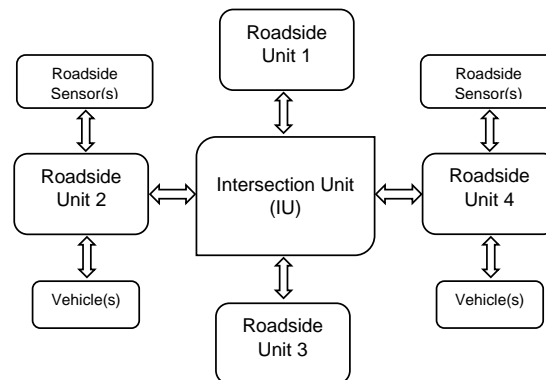 Roadside
Unit 1
Roadside
Sensor(s)
Roadside
Sensor(s)
Roadside
Unit 2
Intersection Unit
(IU)
Roadside
Unit 4
Vehicle(s)
Roadside
Unit 3
Vehicle(s)